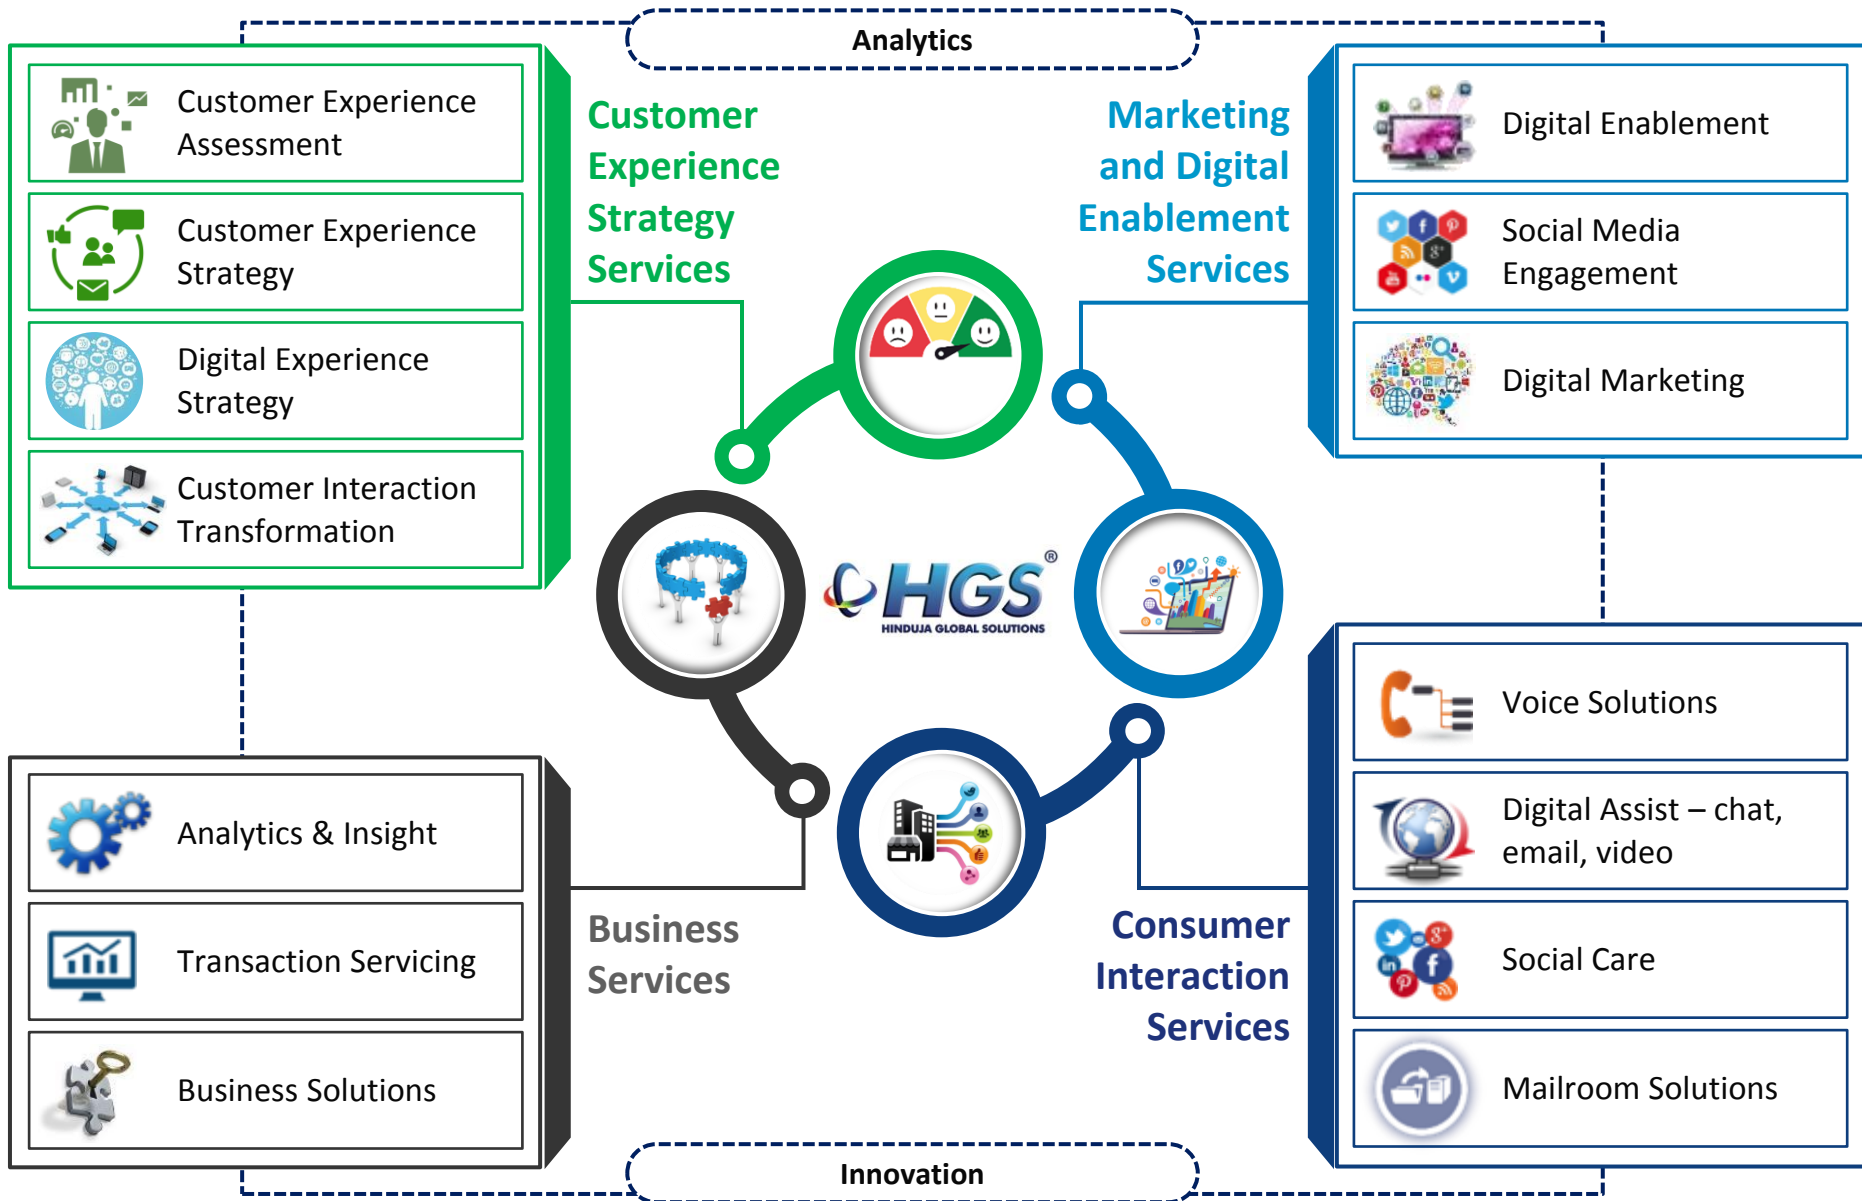 Analytics
Customer Experience
Assessment
Customer Experience
Strategy
Digital Experience
Strategy
Customer Interaction
Transformation
Customer
Experience
Strategy
Services
Marketing
and Digital
Enablement
Services
Digital Enablement
Social Media
Engagement
Digital Marketing
HGS®
HINDUJA GLOBAL SOLUTIONS
Analytics & Insight
Transaction Servicing
Business Solutions
Business
Services
Consumer
Interaction
Services
Voice Solutions
Digital Assist – chat,
email, video
Social Care
Mailroom Solutions
Innovation